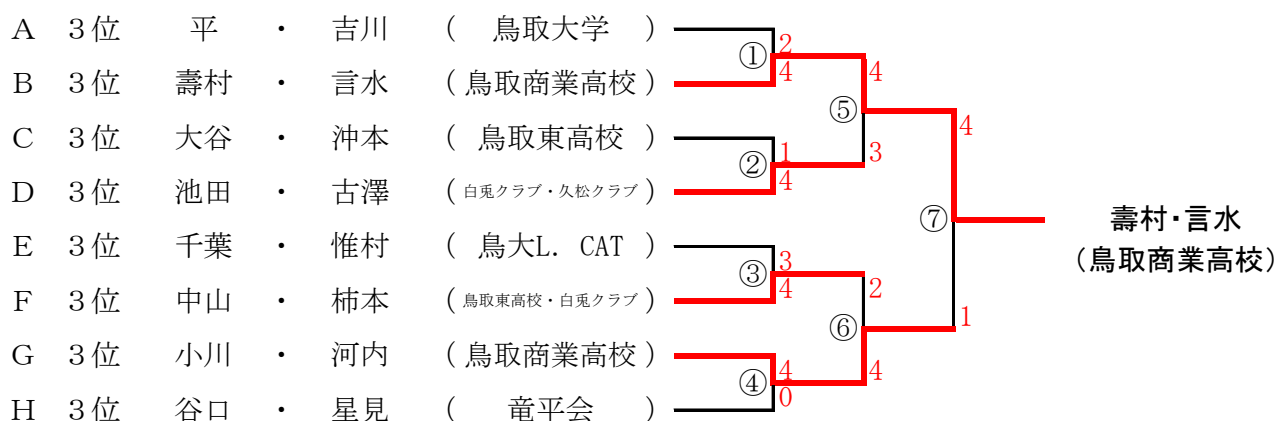 A 3位 平 ・ 吉川 ( 鳥取大学 )
① 2
4
B 3位 壽村 ・ 言水 ( 鳥取商業高校 )
4
⑤
3
C 3位 大谷 ・ 沖本 ( 鳥取東高校 )
② 1
4
D 3位 池田 ・ 古澤 ( 白兎クラブ・久松クラブ )
4
⑦
1
壽村・言水
(鳥取商業高校)
E 3位 千葉 ・ 惟村 ( 鳥大L. CAT )
③ 3
4
F 3位 中山 ・ 柿本 ( 鳥取東高校・白兎クラブ )
2
⑥
4
G 3位 小川 ・ 河内 ( 鳥取商業高校 )
④ 4
0
H 3位 谷口 ・ 星見 ( 竜平会 )